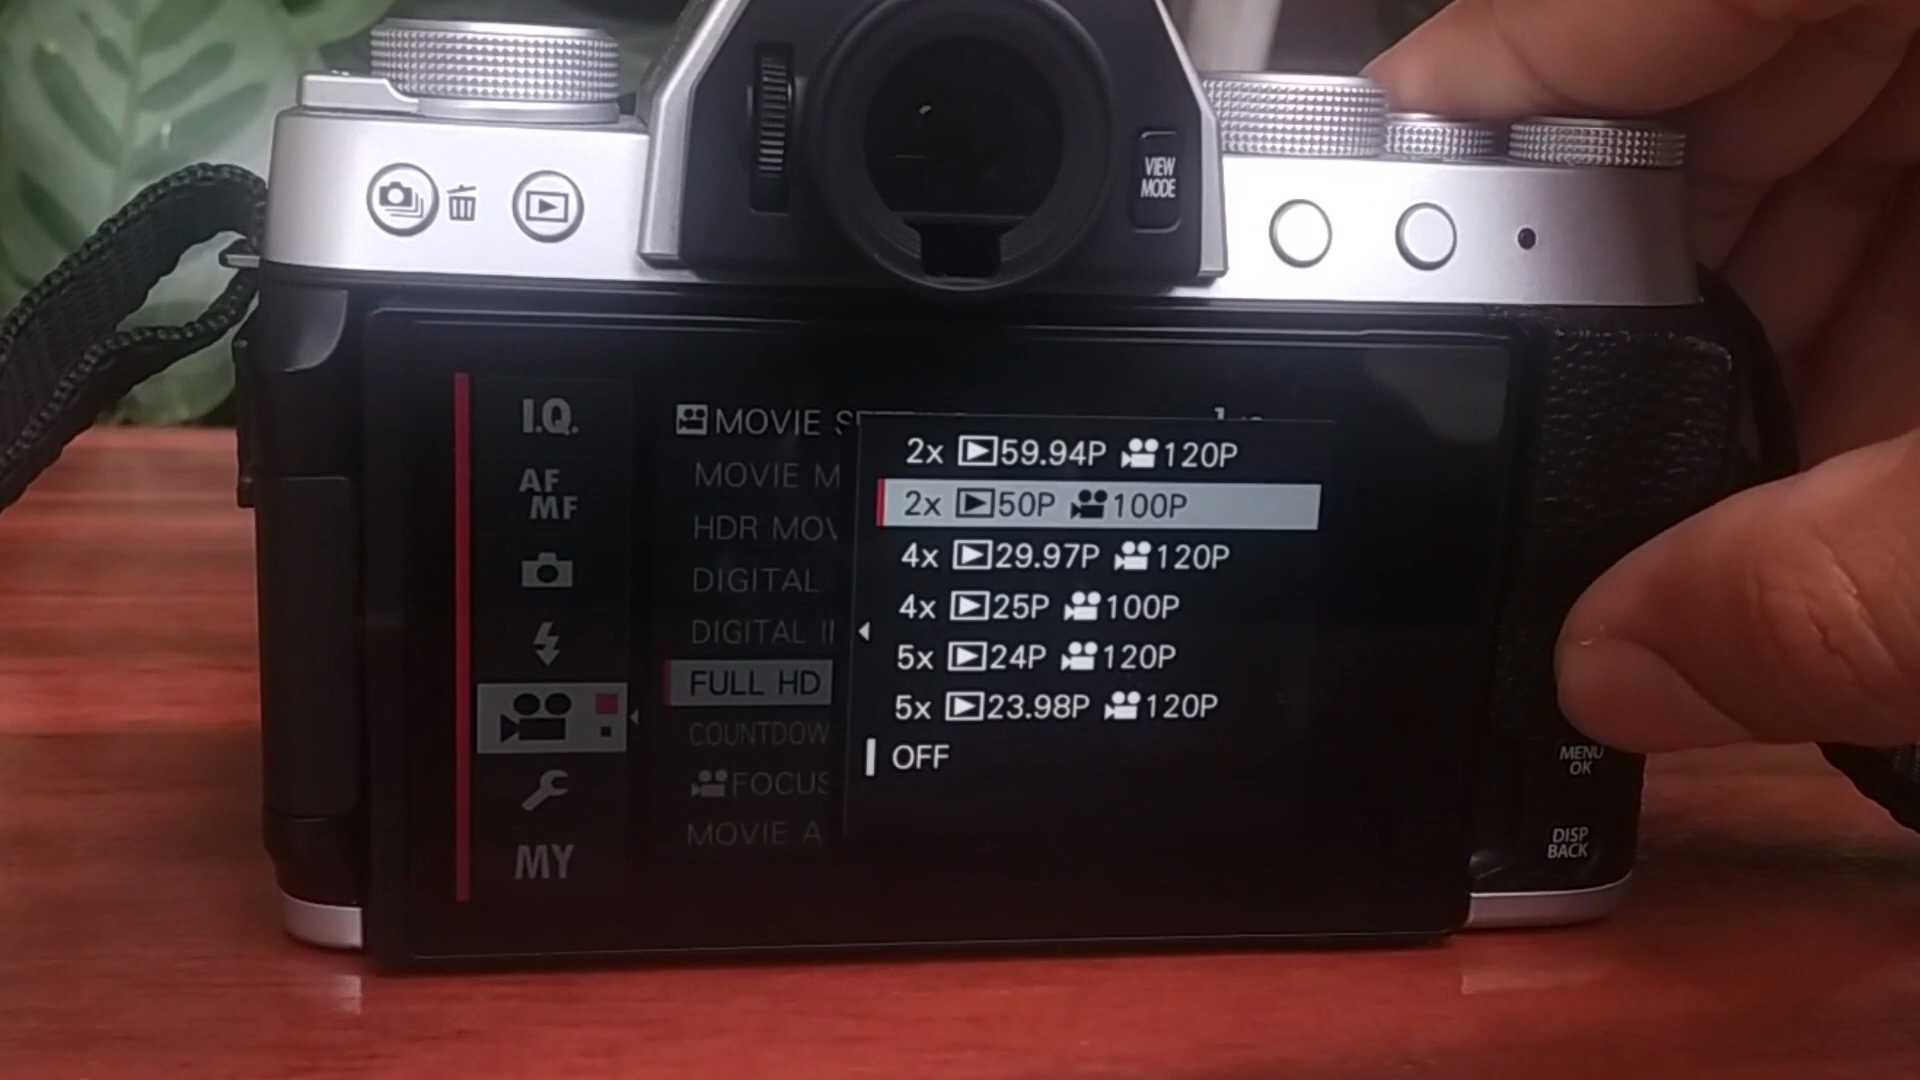 VIEW
MODE
I.Q.
AF
MF
MY
MOVIE
MOVIE M
HDR MOV
DIGITAL
DIGITAL
FULL HD
COUNTDOW
FOCUS
MOVIE A
2x 59.94P 120P
2x 50P 100P
4x 29.97P 120P
4x 25P 100P
5x 24P 120P
5x 23.98P 120P
OFF
MENU
OK
DISP
BACK